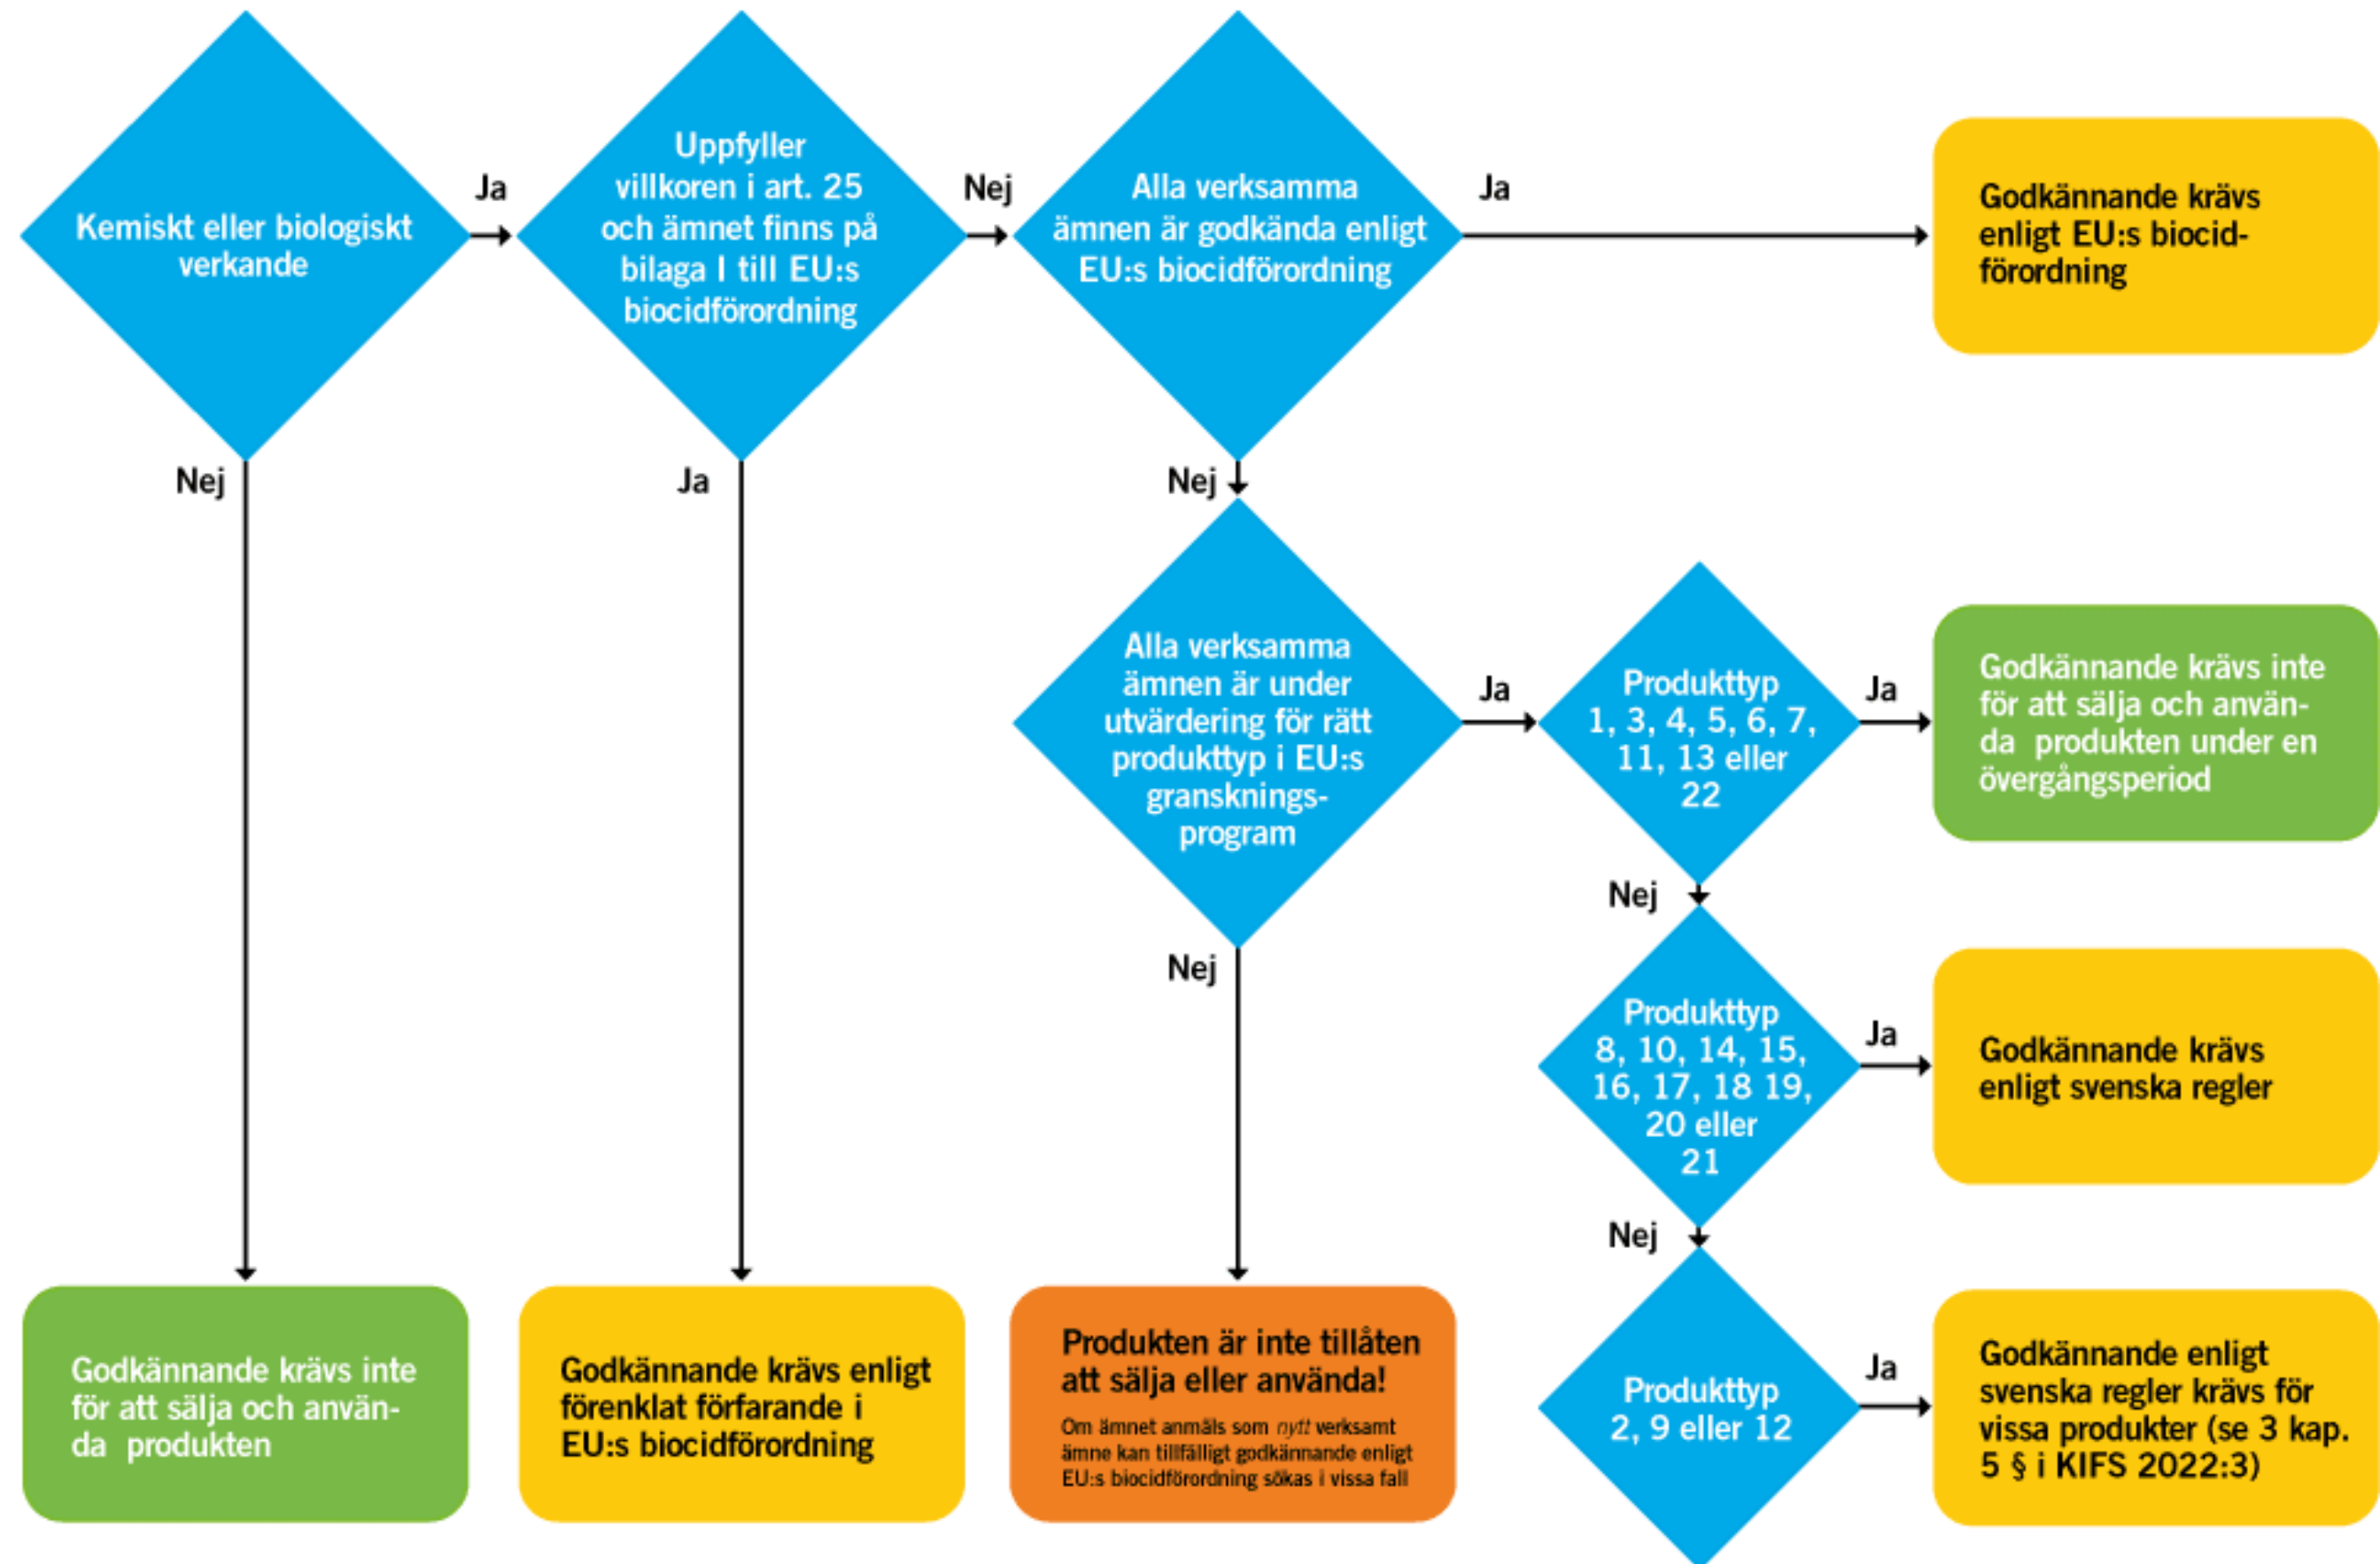 Kemiskt eller biologiskt
verkande
Ja
Uppfyller
villkoren i art. 25
och ämnet finns på
bilaga I till EU:s
biocidförordning
Nej
Alla verksamma
ämnen är godkända enligt
EU:s biocidförordning
Ja
Godkännande krävs
enligt EU:s biocid-
förordning
Nej
Ja
Nej
Alla verksamma
ämnen är under
utvärdering för rätt
produkttyp i EU:s
gransknings-
program
Ja
Produkttyp
1, 3, 4, 5, 6, 7,
11, 13 eller
22
Ja
Godkännande krävs inte
för att sälja och använ-
da produkten under en
övergångsperiod
Nej
Nej
Produkttyp
8, 10, 14, 15,
16, 17, 18 19,
20 eller
21
Ja
Godkännande krävs
enligt svenska regler
Nej
Godkännande krävs inte
för att sälja och använ-
da produkten
Godkännande krävs enligt
förenklat förfarande i
EU:s biocidförordning
Produkten är inte tillåten
att sälja eller använda!
Om ämnet anmäls som nytt verksamt
ämne kan tillfälligt godkännande enligt
EU:s biocidförordning sökas i vissa fall
Produkttyp
2, 9 eller 12
Ja
Godkännande enligt
svenska regler krävs för
vissa produkter (se 3 kap.
5 § i KIFS 2022:3)